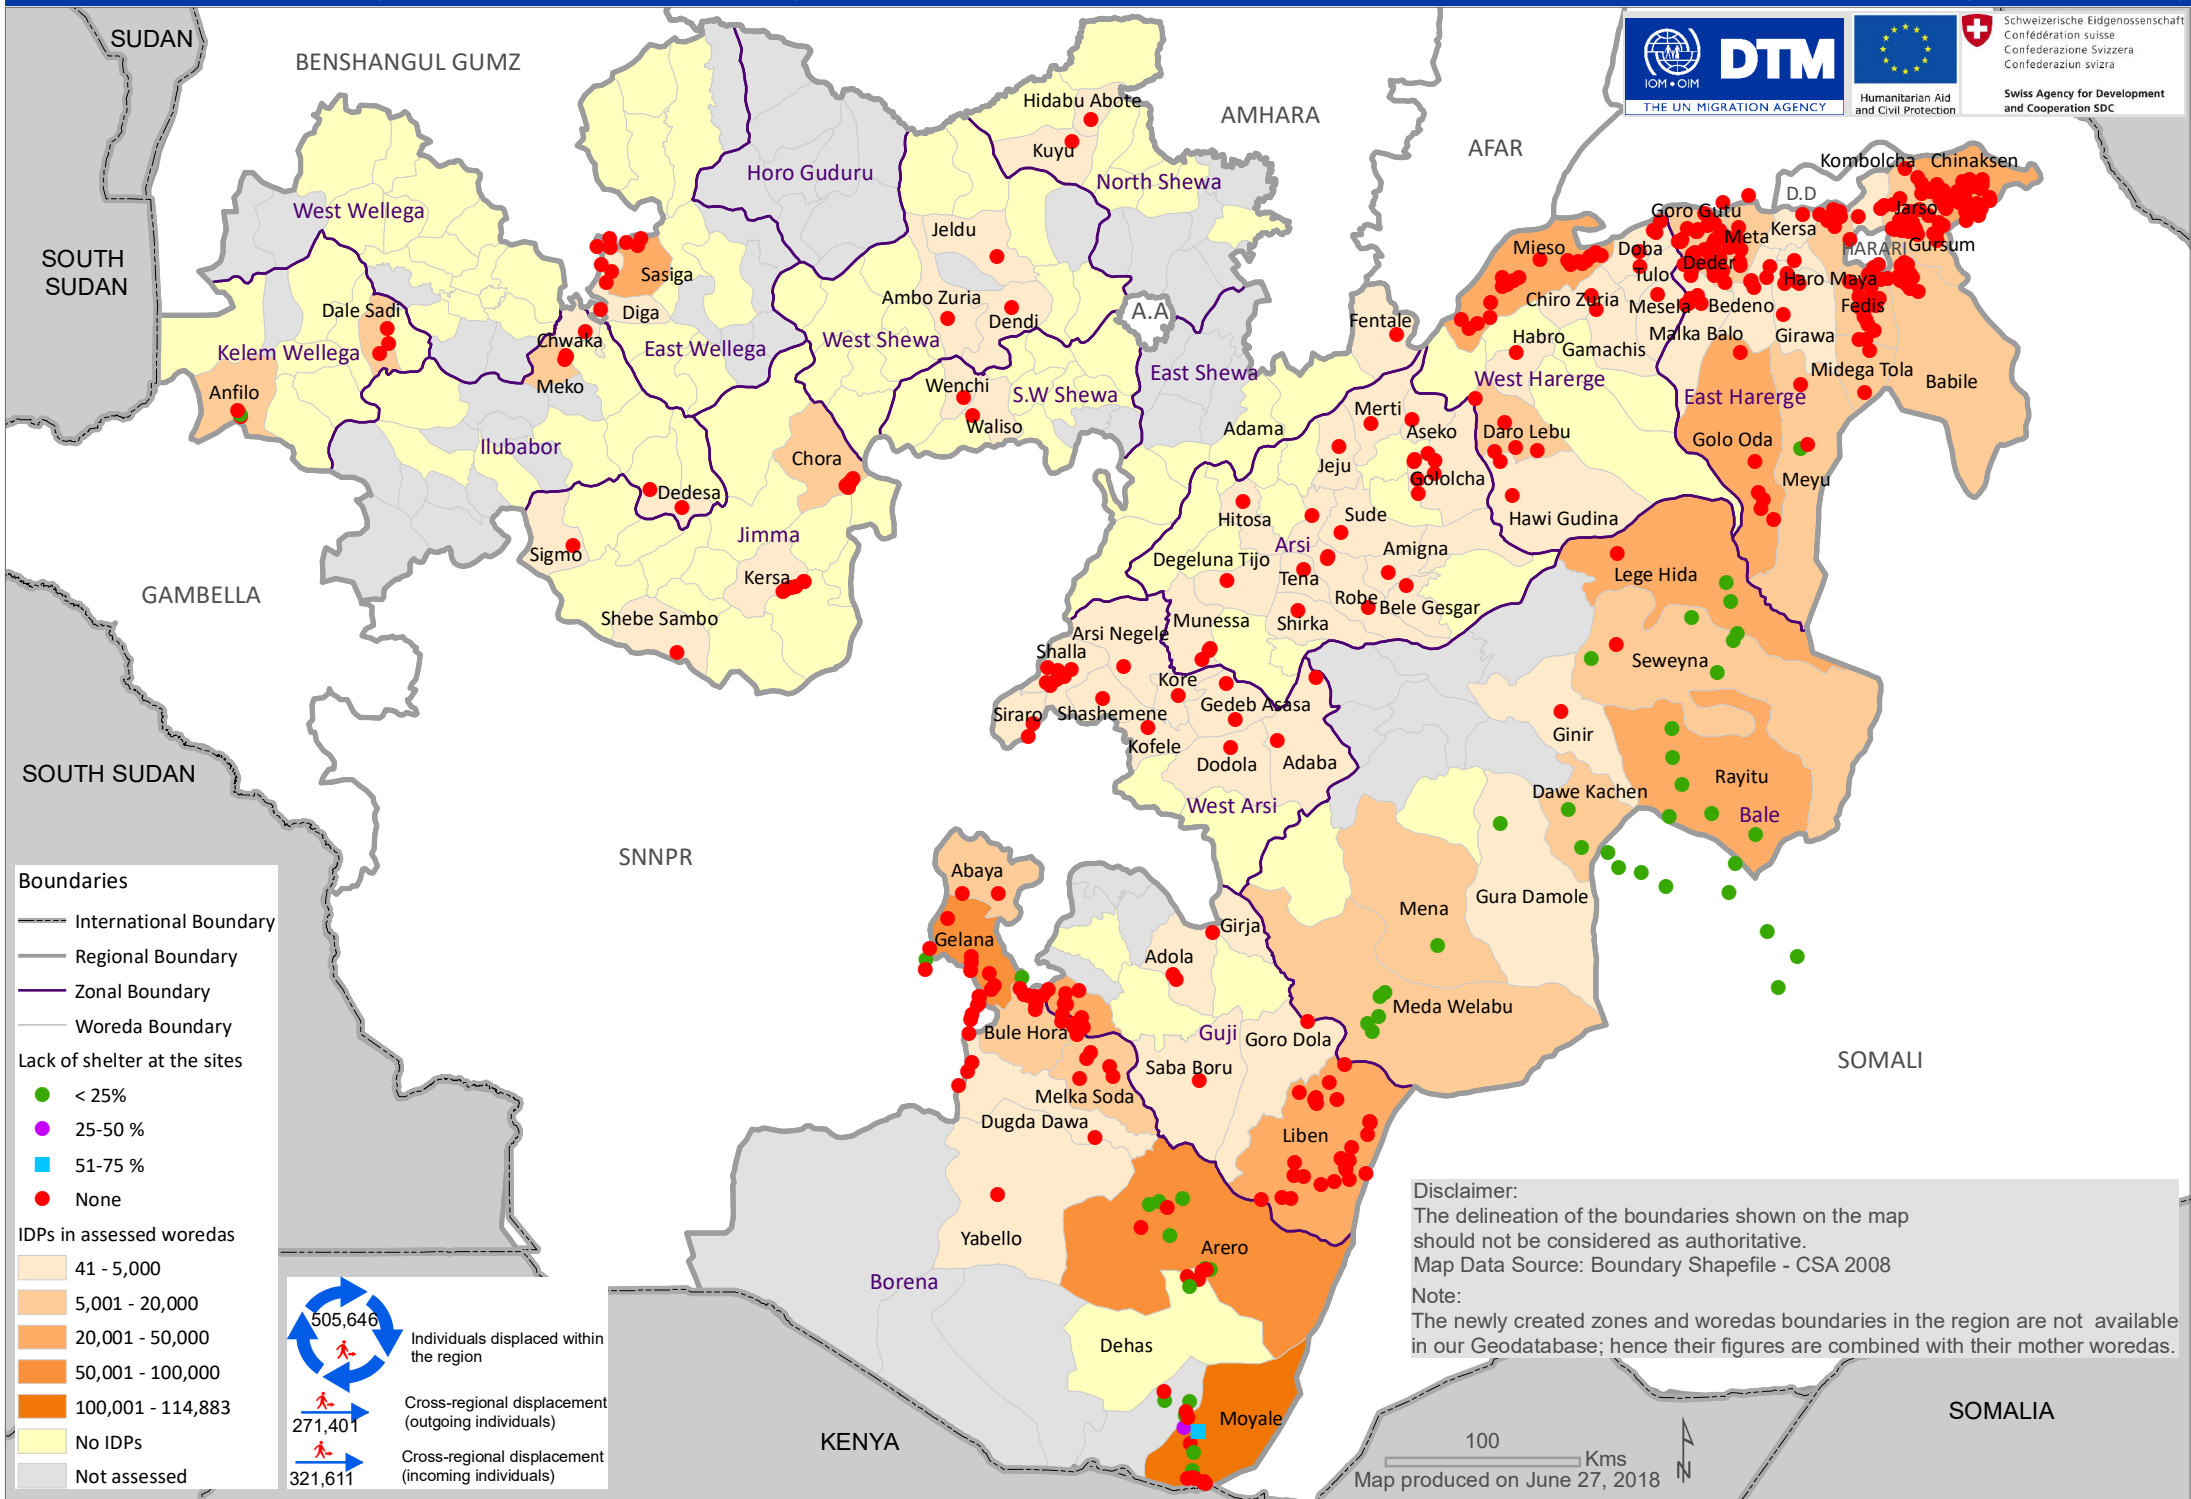 SUDAN
BENSHANGUL GUMZ
AMHARA
AFAR
SOUTH
SUDAN
GAMBELLA
SOUTH SUDAN
SNNPR
SOMALI
SOMALIA
KENYA
HARARI
D.D
A.A
IOM • OIM
DTM
THE UN MIGRATION AGENCY
Humanitarian Aid
and Civil Protection
Schweizerische Eidgenossenschaft
Confédération suisse
Confederazione Svizzera
Confederaziun svizra
Swiss Agency for Development
and Cooperation SDC
Hidabu Abote
Kuyu
North Shewa
Horo Guduru
West Wellega
Kombolcha
Chinaksen
Jarso
Gursum
Goro Gutu
Meta
Kersa
Mieso
Doba
Deder
Tulo
Haro Maya
Chiro Zuria
Mesela
Bedeno
Fedis
Malka Balo
Girawa
Habro
Gamachis
Midega Tola
Babile
West Harerge
East Harerge
Jeldu
Sasiga
Diga
Ambo Zuria
Dendi
Dale Sadi
Chwaka
Kelem Wellega
East Wellega
West Shewa
Meko
Anfilo
Wenchi
S.W Shewa
East Shewa
Waliso
Fentale
Adama
Merti
Aseko
Daro Lebu
Golo Oda
Ilubabor
Chora
Jeju
Gololcha
Meyu
Dedesa
Hitosa
Sude
Hawi Gudina
Jimma
Sigmo
Arsi
Amigna
Degeluna Tijo
Tena
Lege Hida
Kersa
Robe
Bele Gesgar
Shebe Sambo
Munessa
Shirka
Arsi Negele
Shalla
Seweyna
Kore
Gedeb Asasa
Siraro
Shashemene
Kofele
Ginir
Dodola
Adaba
Rayitu
Dawe Kachen
West Arsi
Bale
Abaya
Mena
Gura Damole
Girja
Gelana
Adola
Meda Welabu
Bule Hora
Guji
Goro Dola
Saba Boru
Melka Soda
Dugda Dawa
Liben
Yabello
Arero
Borena
Dehas
Moyale
Boundaries
International Boundary
Regional Boundary
Zonal Boundary
Woreda Boundary
Lack of shelter at the sites
< 25%
25-50 %
51-75 %
None
IDPs in assessed woredas
41 - 5,000
5,001 - 20,000
20,001 - 50,000
50,001 - 100,000
100,001 - 114,883
No IDPs
Not assessed
505,646
Individuals displaced within
the region
271,401
Cross-regional displacement
(outgoing individuals)
321,611
Cross-regional displacement
(incoming individuals)
Disclaimer:
The delineation of the boundaries shown on the map
should not be considered as authoritative.
Map Data Source: Boundary Shapefile - CSA 2008
Note:
The newly created zones and woredas boundaries in the region are not available
in our Geodatabase; hence their figures are combined with their mother woredas.
100
Kms
Map produced on June 27, 2018
N